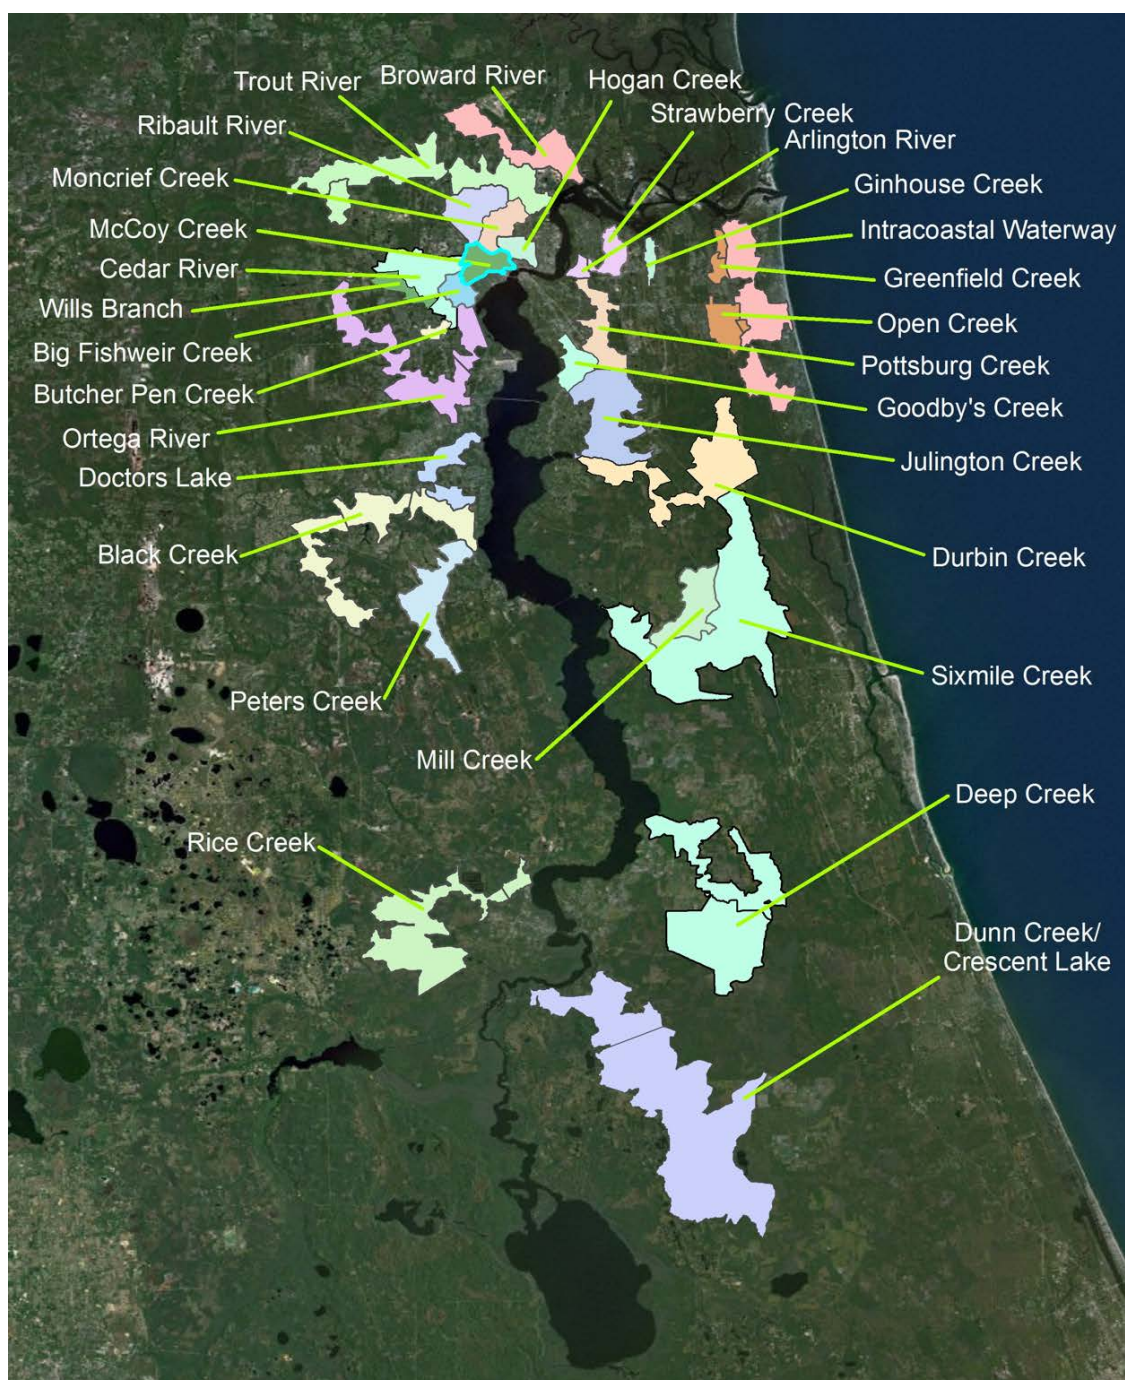 Trout River
Broward River
Hogan Creek
Strawberry Creek
Ribault River
Arlington River
Moncrief Creek
Ginhouse Creek
McCoy Creek
Intracoastal Waterway
Cedar River
Greenfield Creek
Wills Branch
Open Creek
Big Fishweir Creek
Pottsburg Creek
Butcher Pen Creek
Goodby's Creek
Ortega River
Julington Creek
Doctors Lake
Black Creek
Durbin Creek
Sixmile Creek
Peters Creek
Mill Creek
Deep Creek
Rice Creek
Dunn Creek/
Crescent Lake